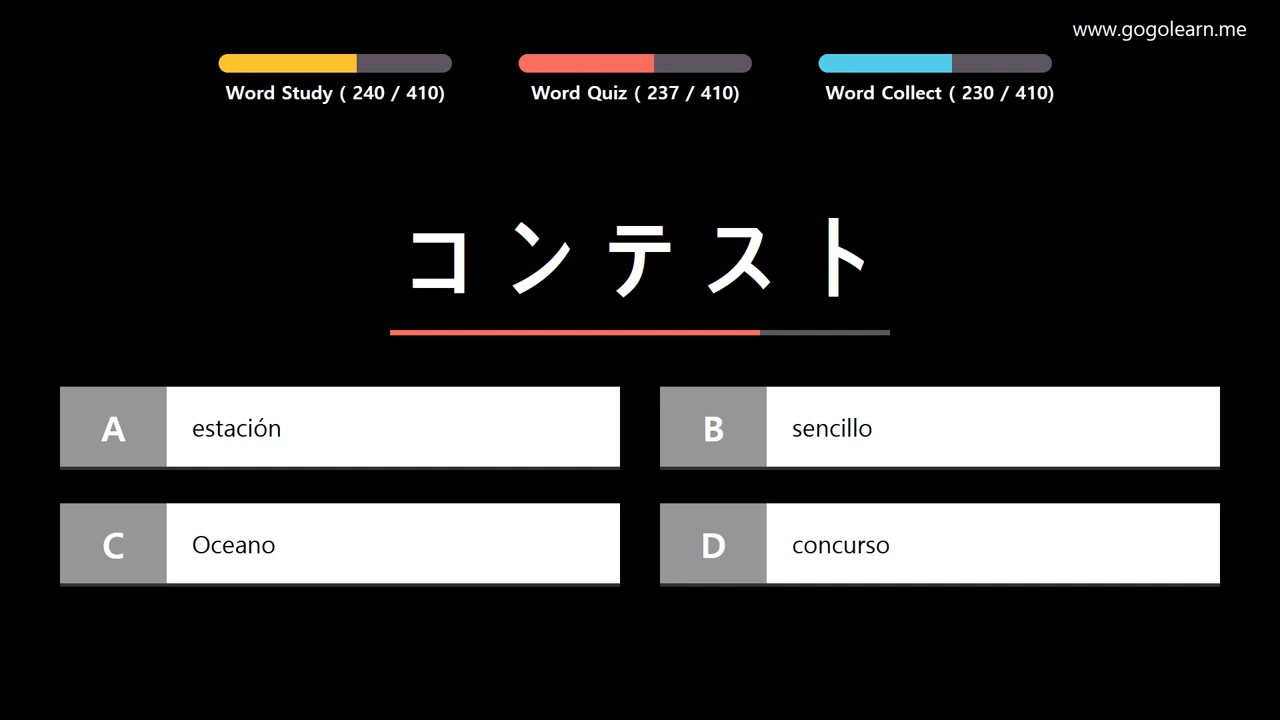 www.gogolearn.me
Word Study ( 240 / 410)
Word Quiz ( 237 / 410)
Word Collect ( 230 / 410)
コンテスト
A estación
B sencillo
C Oceano
D concurso